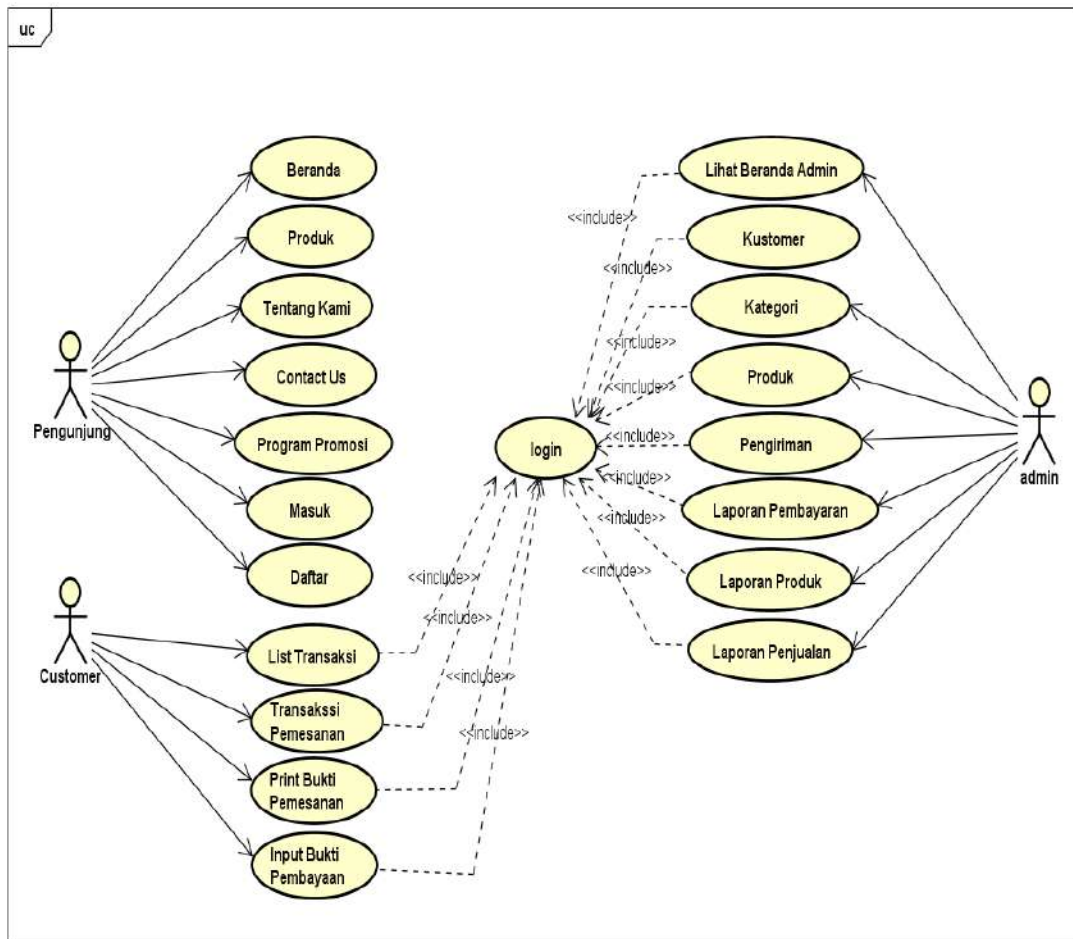 uc
Beranda
Produk
Tentang Kami
Contact Us
Program Promosi
Masuk
Daftar
Pengunjung
Customer
List Transaksi
Transakssi
Pemesanan
Print Bukti
Pemesanan
Input Bukti
Pembayaan
<<include>>
<<include>>
<<include>>
<<include>>
login
<<include>>
<<include>>
<<include>>
<<include>>
<<include>>
<<include>>
<<include>>
<<include>>
Lihat Beranda Admin
Kustomer
Kategori
Produk
Pengiriman
Laporan Pembayaran
Laporan Produk
Laporan Penjualan
admin